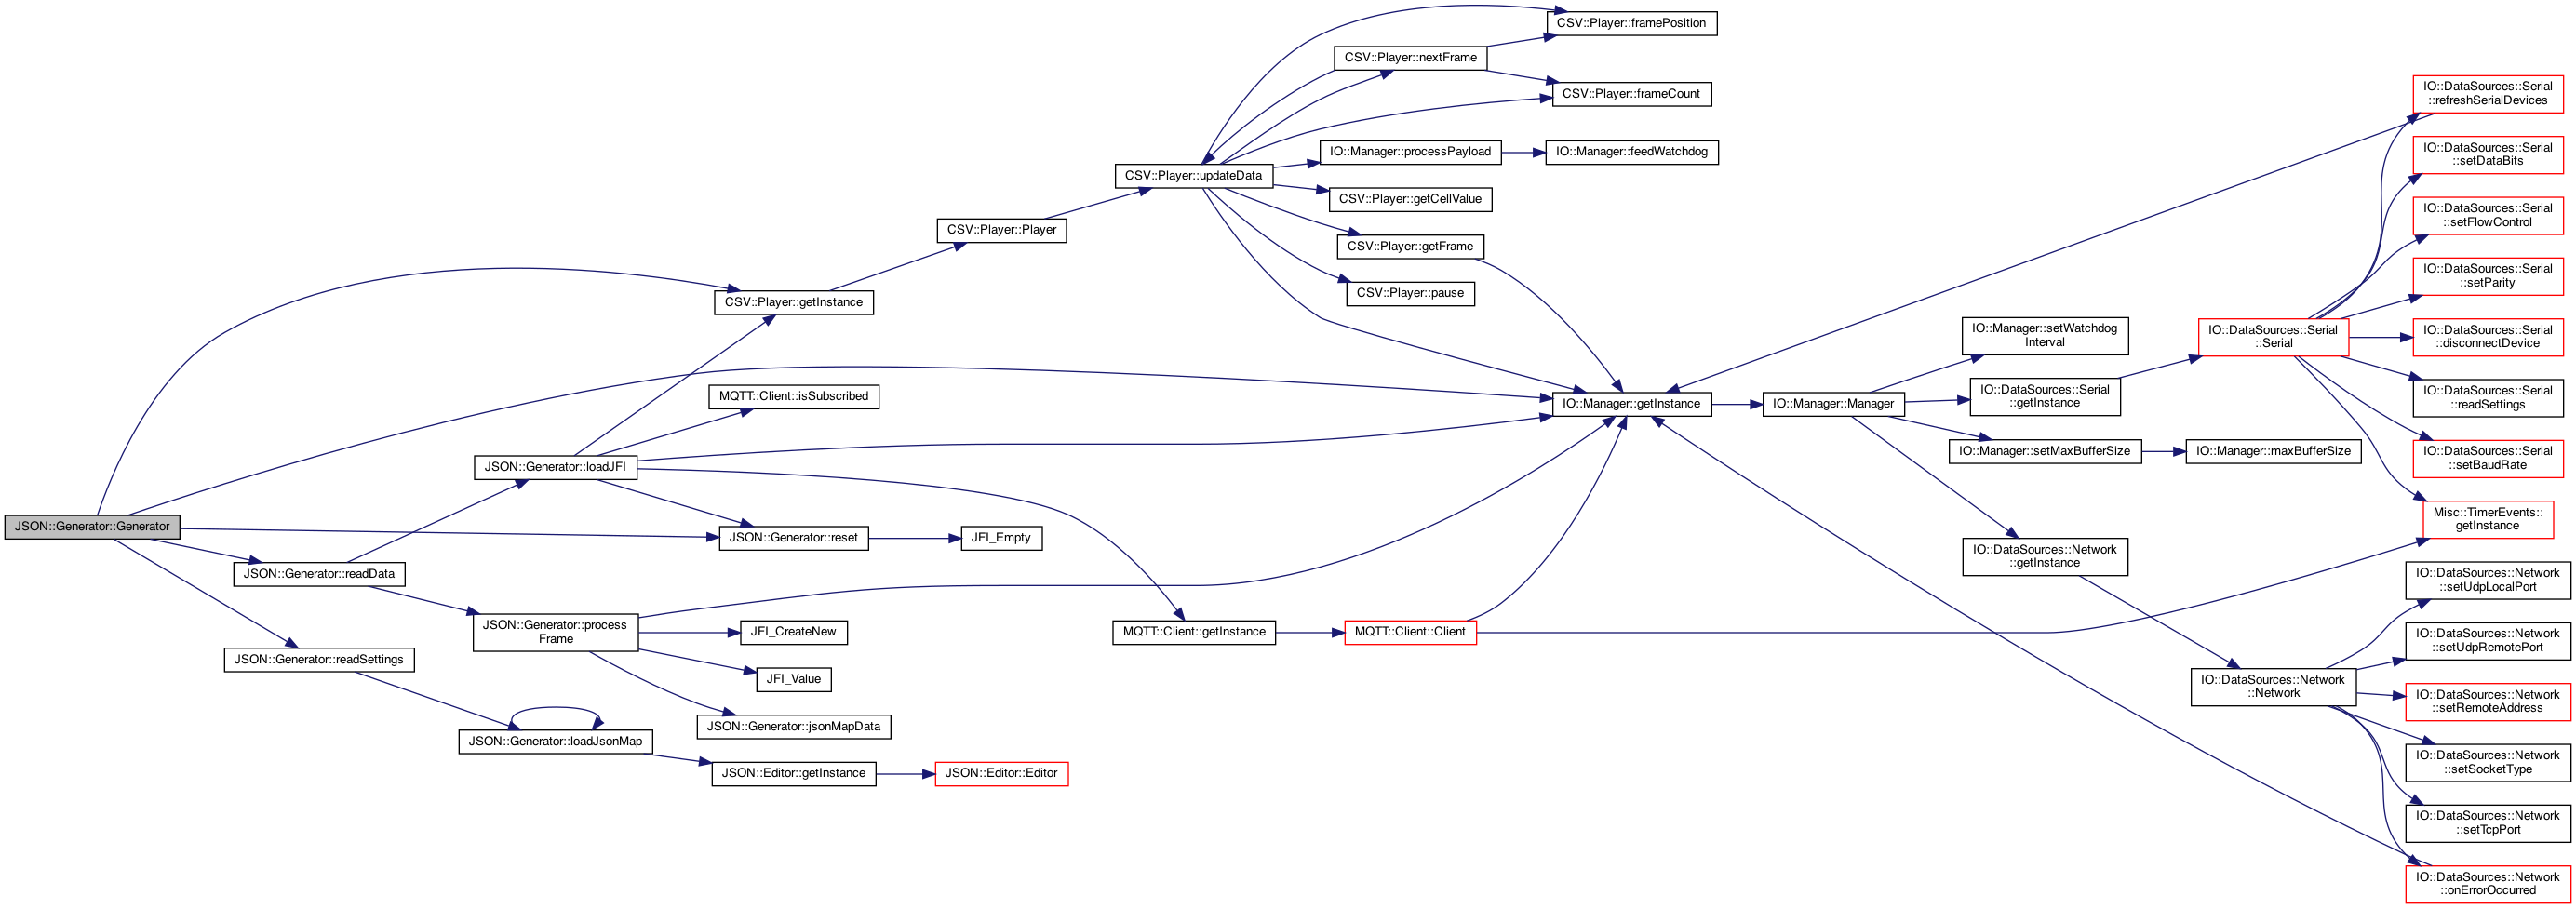 JSON::Generator::Generator
JSON::Generator::readData
JSON::Generator::readSettings
JSON::Generator::loadJFI
JSON::Generator::process
Frame
JSON::Generator::loadJsonMap
CSV::Player::getInstance
MQTT::Client::isSubscribed
JSON::Generator::reset
JFI_CreateNew
JFI_Value
JSON::Generator::jsonMapData
JSON::Editor::getInstance
CSV::Player::Player
JFI_Empty
JSON::Editor::Editor
CSV::Player::updateData
MQTT::Client::getInstance
CSV::Player::nextFrame
IO::Manager::processPayload
CSV::Player::getCellValue
CSV::Player::getFrame
CSV::Player::pause
MQTT::Client::Client
CSV::Player::framePosition
CSV::Player::frameCount
IO::Manager::feedWatchdog
IO::Manager::getInstance
IO::Manager::Manager
IO::Manager::setWatchdog
Interval
IO::DataSources::Serial
::getInstance
IO::Manager::setMaxBufferSize
IO::DataSources::Network
::getInstance
IO::DataSources::Serial
::Serial
IO::Manager::maxBufferSize
IO::DataSources::Network
::Network
IO::DataSources::Serial
::refreshSerialDevices
IO::DataSources::Serial
::setDataBits
IO::DataSources::Serial
::setFlowControl
IO::DataSources::Serial
::setParity
IO::DataSources::Serial
::disconnectDevice
IO::DataSources::Serial
::readSettings
IO::DataSources::Serial
::setBaudRate
Misc::TimerEvents::
getInstance
IO::DataSources::Network
::setUdpLocalPort
IO::DataSources::Network
::setUdpRemotePort
IO::DataSources::Network
::setRemoteAddress
IO::DataSources::Network
::setSocketType
IO::DataSources::Network
::setTcpPort
IO::DataSources::Network
::onErrorOccurred